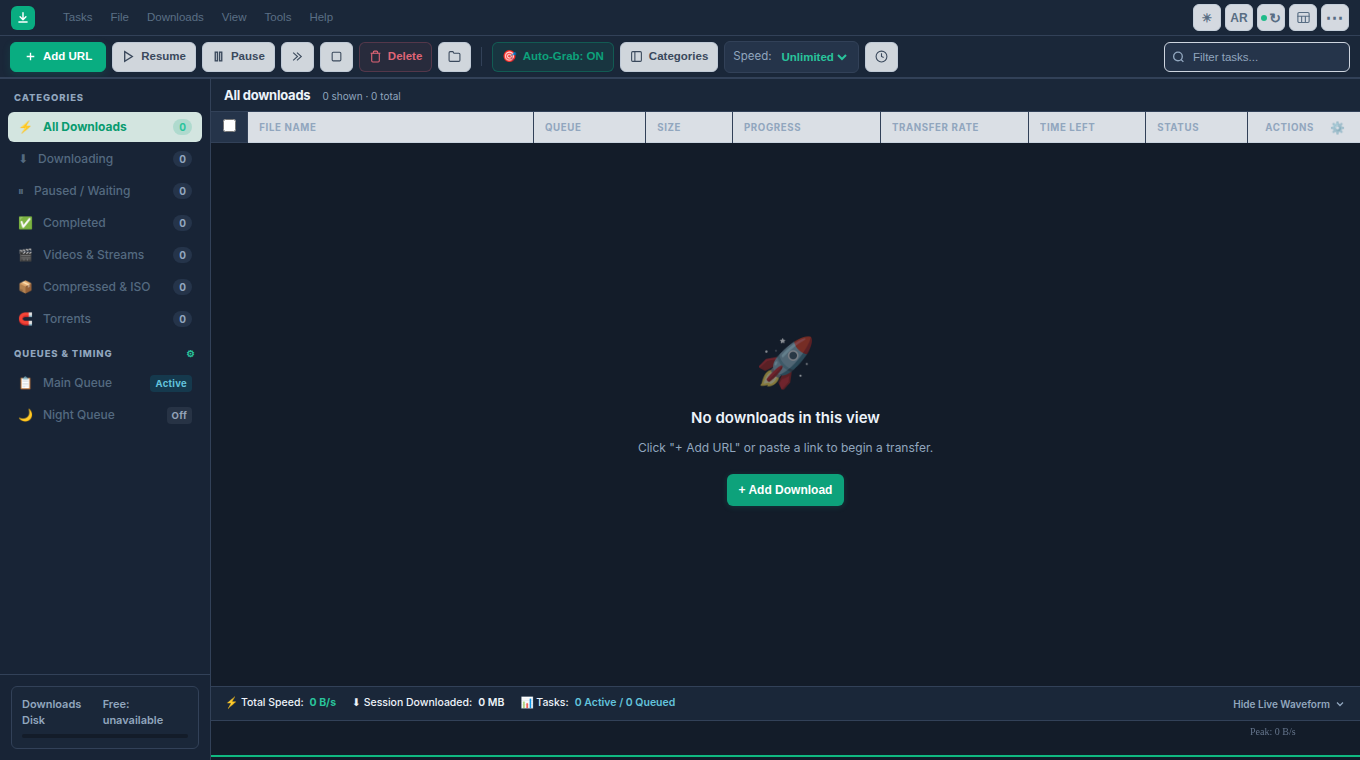 Tasks File Downloads View Tools Help AR
+ Add URL Resume Pause Delete Auto-Grab: ON Categories Speed: Unlimited Filter tasks...
CATEGORIES
All Downloads 0
Downloading 0
Paused / Waiting 0
Completed 0
Videos & Streams 0
Compressed & ISO 0
Torrents 0
QUEUES & TIMING
Main Queue Active
Night Queue Off
Downloads Disk Free: unavailable
All downloads 0 shown · 0 total
FILE NAME QUEUE SIZE PROGRESS TRANSFER RATE TIME LEFT STATUS ACTIONS
No downloads in this view
Click "+ Add URL" or paste a link to begin a transfer.
+ Add Download
Total Speed: 0 B/s Session Downloaded: 0 MB Tasks: 0 Active / 0 Queued Hide Live Waveform
Peak: 0 B/s